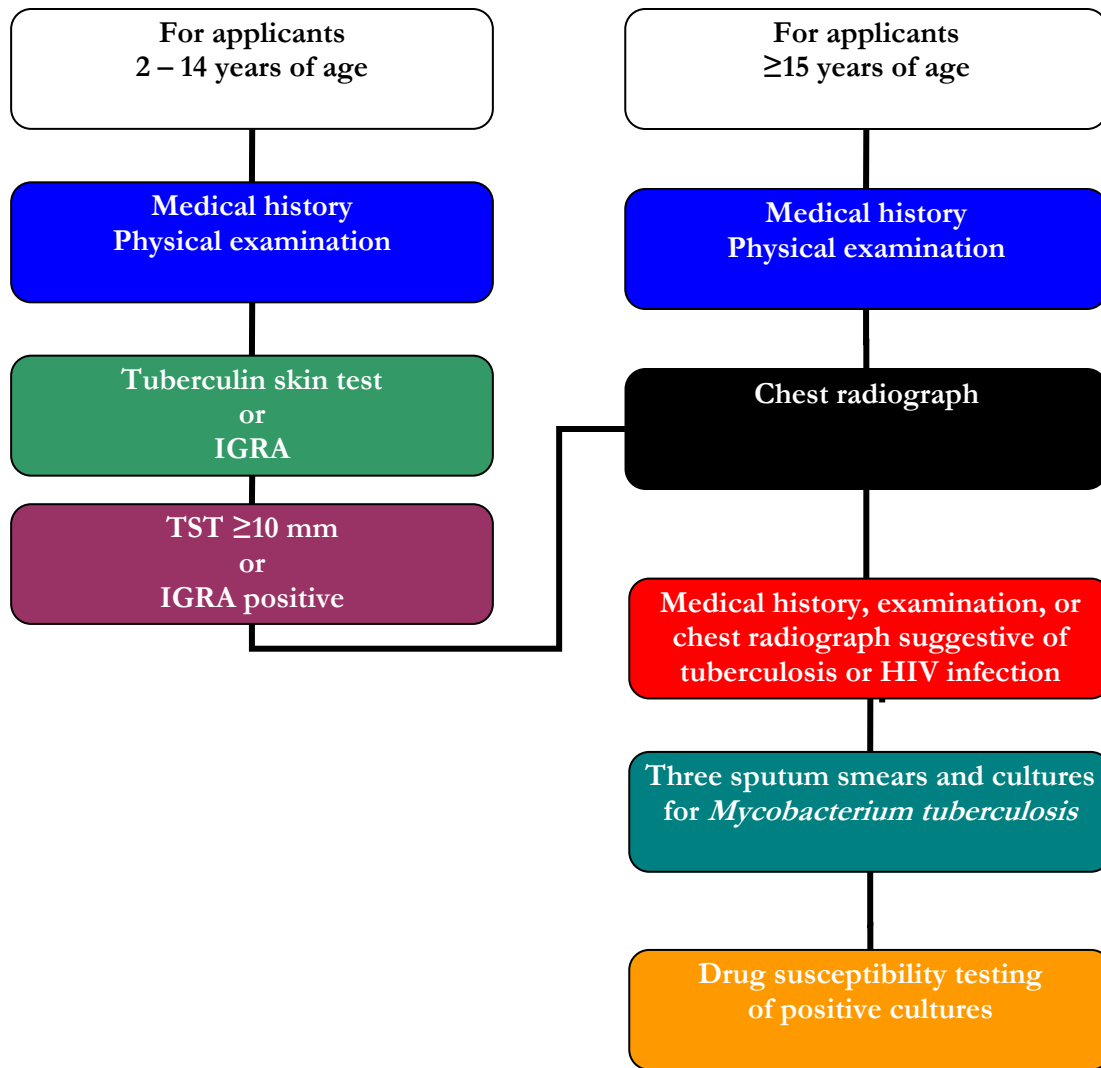 For applicants
2 – 14 years of age
Medical history
Physical examination
Tuberculin skin test
or
IGRA
TST ≥10 mm
or
IGRA positive
For applicants
≥15 years of age
Medical history
Physical examination
Chest radiograph
Medical history, examination, or
chest radiograph suggestive of
tuberculosis or HIV infection
Three sputum smears and cultures
for Mycobacterium tuberculosis
Drug susceptibility testing
of positive cultures